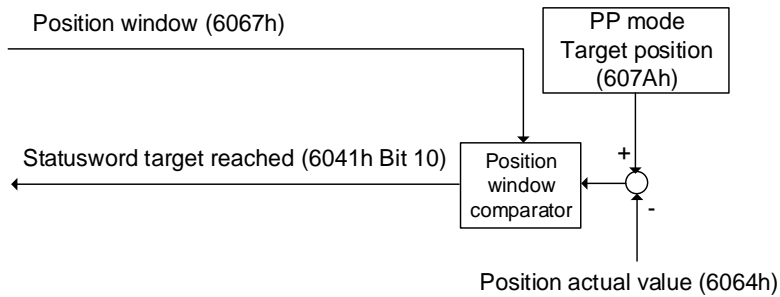 Position window (6067h)
PP mode
Target position
(607Ah)
Statusword target reached (6041h Bit 10)
Position
window
comparator
+
-
Position actual value (6064h)